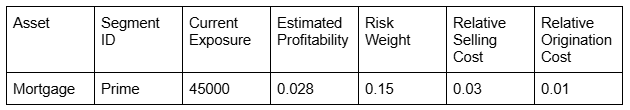 Asset Segment ID Current Exposure Estimated Profitability Risk Weight Relative Selling Cost Relative Origination Cost
Mortgage Prime 45000 0.028 0.15 0.03 0.01